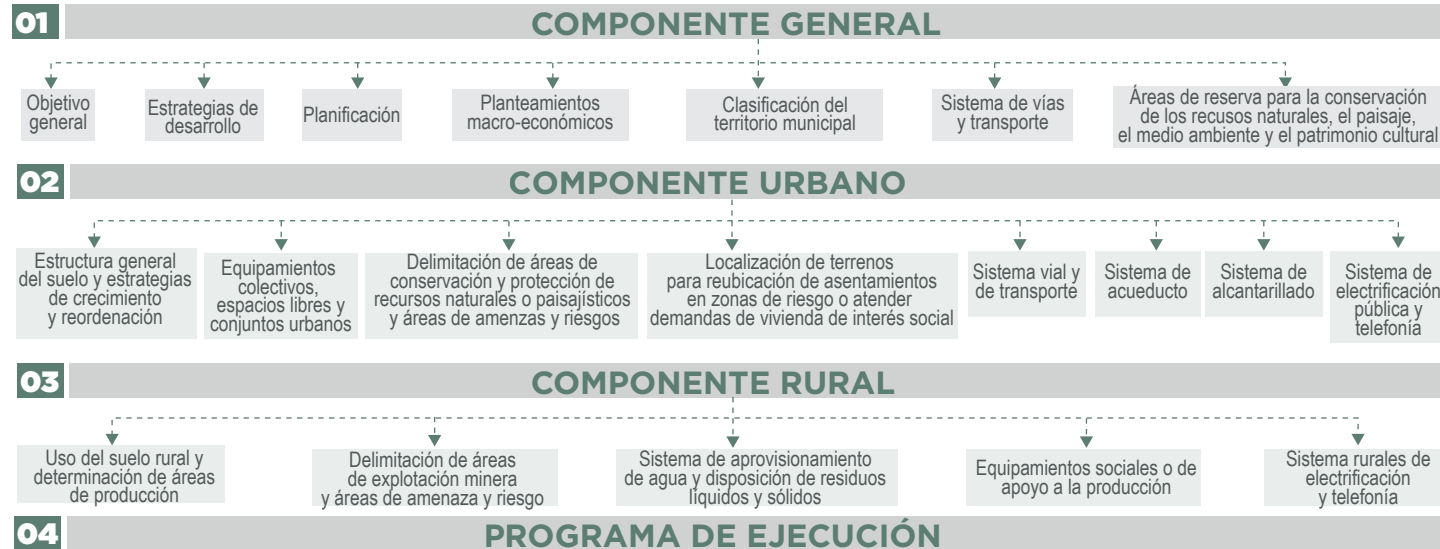 01 COMPONENTE GENERAL
Objetivo
general
Estrategias de
desarrollo
Planificación
Planteamientos
macro-económicos
Clasificación del
territorio municipal
Sistema de vías
y transporte
Áreas de reserva para la conservación
de los recusos naturales, el paisaje,
el medio ambiente y el patrimonio cultural
02 COMPONENTE URBANO
Estructura general
del suelo y estrategias
de crecimiento
y reordenación
Equipamientos
colectivos,
espacios libres y
conjuntos urbanos
Delimitación de áreas de
conservación y protección de
recursos naturales o paisajísticos
y áreas de amenzas y riesgos
Localización de terrenos
para reubicación de asentamientos
en zonas de riesgo o atender
demandas de vivienda de interés social
Sistema vial y
de transporte
Sistema de
acueducto
Sistema de
alcantarillado
Sistema de
electrificación
pública y
telefonía
03 COMPONENTE RURAL
Uso del suelo rural y
determinación de áreas
de producción
Delimitación de áreas
de explotación minera
y áreas de amenaza y riesgo
Sistema de aprovisionamiento
de agua y disposición de residuos
líquidos y sólidos
Equipamientos sociales o de
apoyo a la producción
Sistema rurales de
electrificación
y telefonía
04 PROGRAMA DE EJECUCIÓN